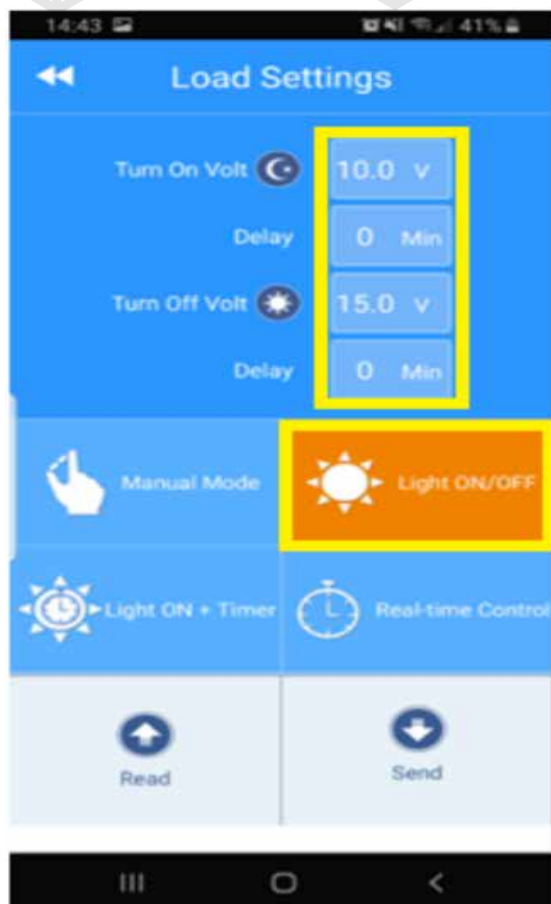 14:43 41%
Load Settings
Turn On Volt 10.0 V
Delay 0 Min
Turn Off Volt 15.0 V
Delay 0 Min
Manual Mode Light ON/OFF
Light ON + Timer Real-time Control
Read Send